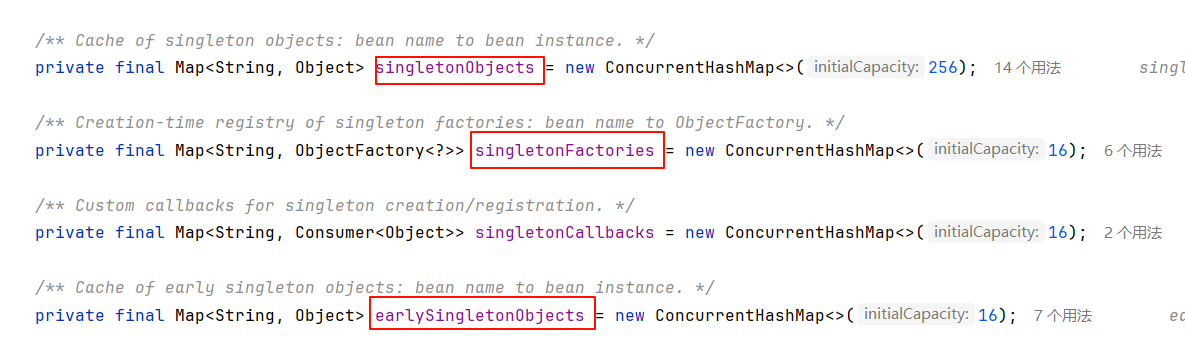 /** Cache of singleton objects: bean name to bean instance. */
private final Map<String, Object> singletonObjects = new ConcurrentHashMap<>( initialCapacity: 256); 14 个用法 singl
/** Creation-time registry of singleton factories: bean name to ObjectFactory. */
private final Map<String, ObjectFactory<?>> singletonFactories = new ConcurrentHashMap<>( initialCapacity: 16); 6 个用法
/** Custom callbacks for singleton creation/registration. */
private final Map<String, Consumer<Object>> singletonCallbacks = new ConcurrentHashMap<>( initialCapacity: 16); 2 个用法
/** Cache of early singleton objects: bean name to bean instance. */
private final Map<String, Object> earlySingletonObjects = new ConcurrentHashMap<>( initialCapacity: 16); 7 个用法 ea